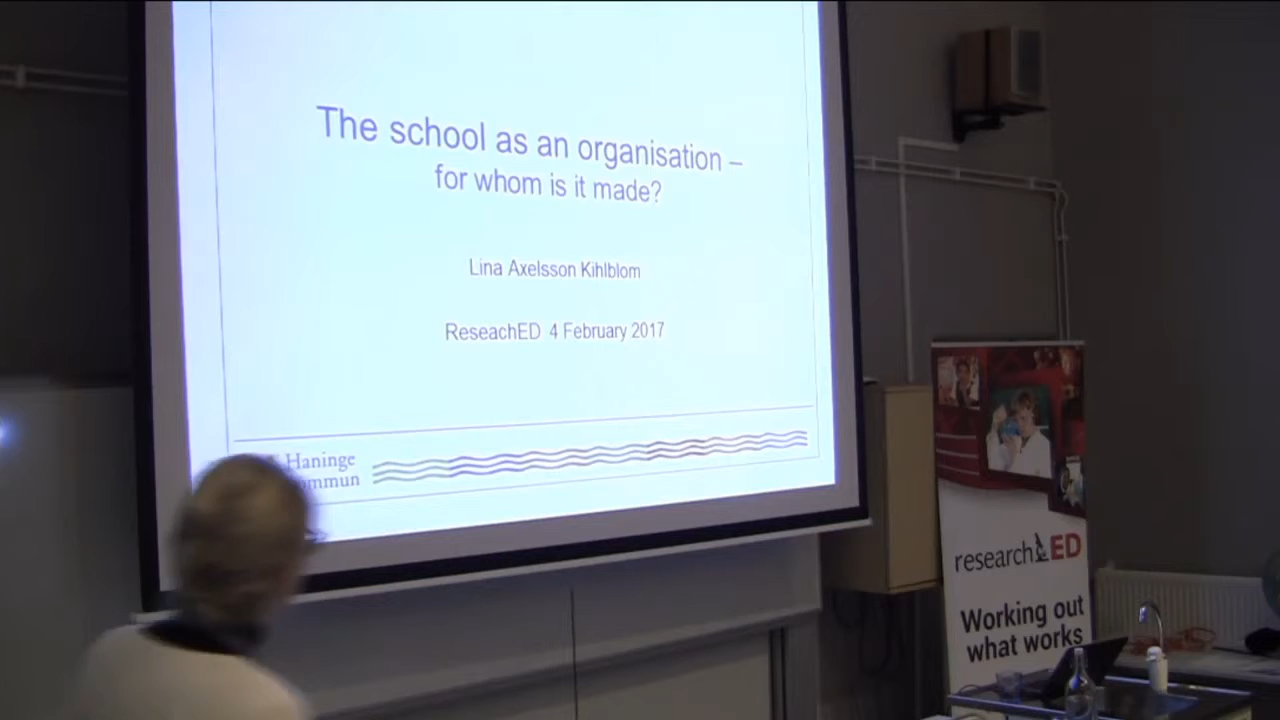 The school as an organisation –
for whom is it made?
Lina Axelsson Kihlblom
ReseachED 4 February 2017
Haninge
ommun
researchED
Working out
what works